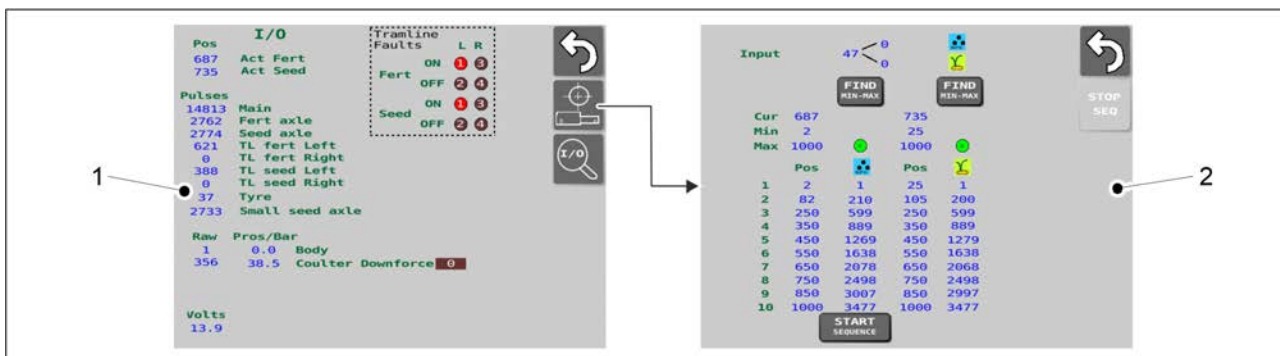 I/O
Pos
687 Act Fert
735 Act Seed
Tramline
Faults L R
Fert ON 1 3
OFF 2 4
Seed ON 1 3
OFF 2 4
Pulses
14813 Main
2762 Fert axle
2774 Seed axle
621 TL fert Left
0 TL fert Right
388 TL seed Left
0 TL seed Right
37 Tyre
2733 Small seed axle
Raw Pros/Bar
1 0.0 Body
356 38.5 Coulter Downforce 0
Volts
13.9
I/O
1
Input 47 0
0
FIND MIN-MAX FIND MIN-MAX
STOP
SEQ
Cur 687 735
Min 2 25
Max 1000 1000
Pos Pos
1 2 1 25 1
2 82 210 105 200
3 250 599 250 599
4 350 889 350 889
5 450 1269 450 1279
6 550 1638 550 1638
7 650 2078 650 2068
8 750 2498 750 2498
9 850 3007 850 2997
10 1000 3477 1000 3477
START
SEQUENCE
2